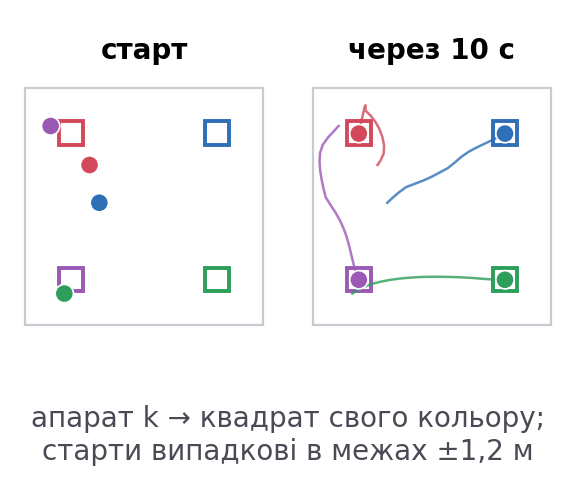 старт
через 10 с
апарат k → квадрат свого кольору;
старти випадкові в межах ±1,2 м